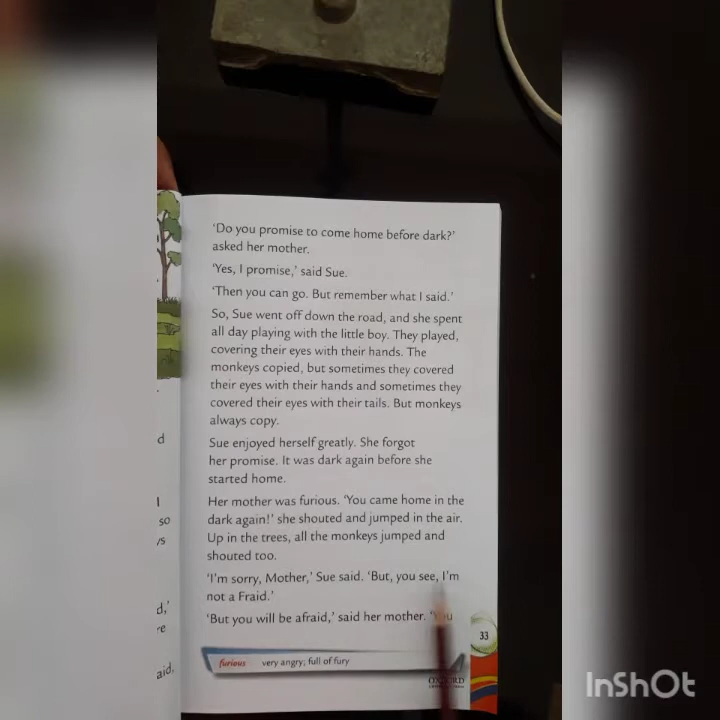 'Do you promise to come home before dark?'
asked her mother.
'Yes, I promise,' said Sue.
'Then you can go. But remember what I said.'
So, Sue went off down the road, and she spent
all day playing with the little boy. They played,
covering their eyes with their hands. The
monkeys copied, but sometimes they covered
their eyes with their hands and sometimes they
covered their eyes with their tails. But monkeys
always copy.
Sue enjoyed herself greatly. She forgot
her promise. It was dark again before she
started home.
Her mother was furious. 'You came home in the
dark again!' she shouted and jumped in the air.
Up in the trees, all the monkeys jumped and
shouted too.
'I'm sorry, Mother,' Sue said. 'But, you see, I'm
not a Fraid.'
'But you will be afraid,' said her mother. 'You
33
furious very angry; full of fury
OXFORD
d
l
so
d,'
re
aid.
InShOt